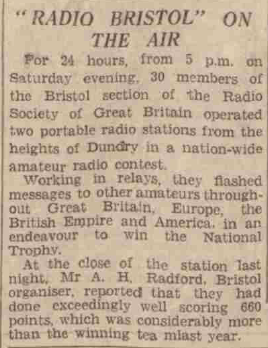 "RADIO BRISTOL" ON
THE AIR
For 24 hours, from 5 p.m. on
Saturday evening, 30 members of
the Bristol section of the Radio
Society of Great Britain operated
two portable radio stations from the
heights of Dundry in a nation-wide
amateur radio contest.
Working in relays, they flashed
messages to other amateurs through-
out Great Britain, Europe, the
British Empire and America, in an
endeavour to win the National
Trophy.
At the close of the station last
night, Mr A. H. Radford, Bristol
organiser, reported that they had
done exceedingly well scoring 660
points, which was considerably more
than the winning tea mlast year.